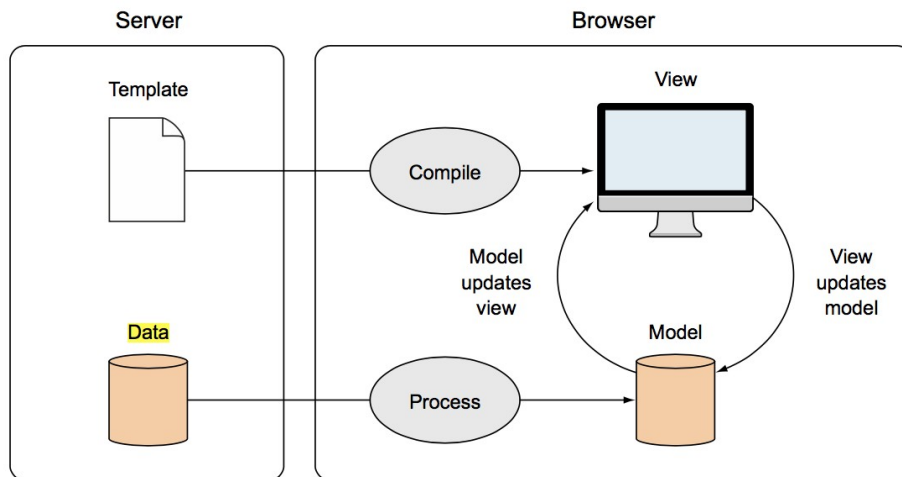 Server
Browser
Template
View
Compile
Model
updates
view
View
updates
model
Data
Model
Process